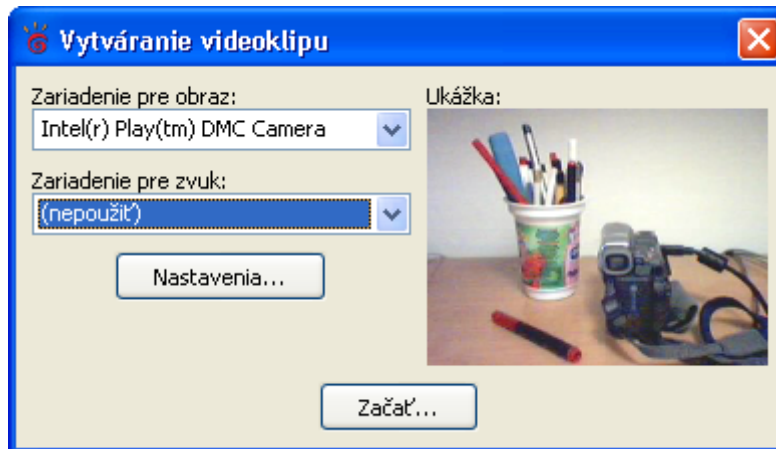 Vytváranie videoklipu
Zariadenie pre obraz:
Intel(r) Play(tm) DMC Camera
Zariadenie pre zvuk:
(nepoužiť)
Nastavenia...
Ukážka:
Začať...